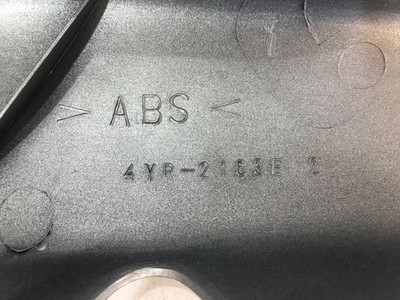 > ABS <
4YR-2163E 2